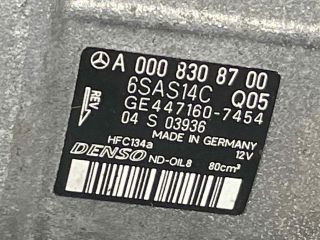 A 000 830 87 00
6SAS14C Q05
GE447160-7454
04 S 03936
REV.
MADE IN GERMANY
HFC134a 12V
DENSO ND-OIL8 80cm³